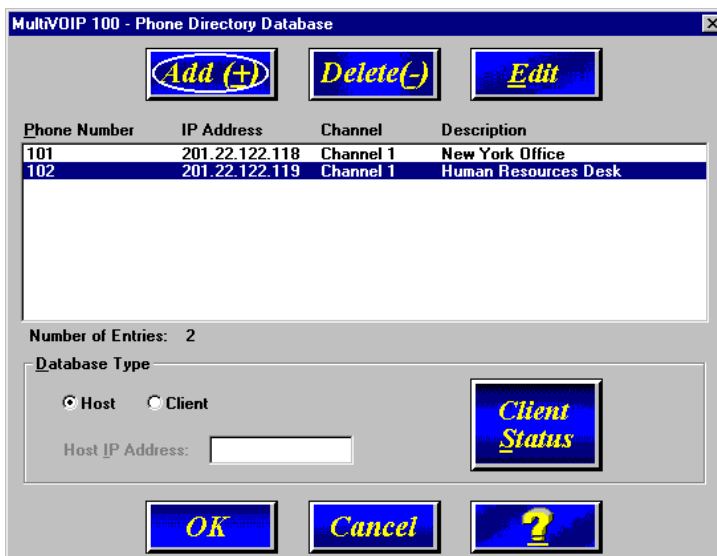 MultiVOIP 100 - Phone Directory Database
Add (+) Delete(-) Edit
Phone Number IP Address Channel Description
101 201.22.122.118 Channel 1 New York Office
102 201.22.122.119 Channel 1 Human Resources Desk
Number of Entries: 2
Database Type
Host Client
Host IP Address:
Client
Status
OK Cancel ?